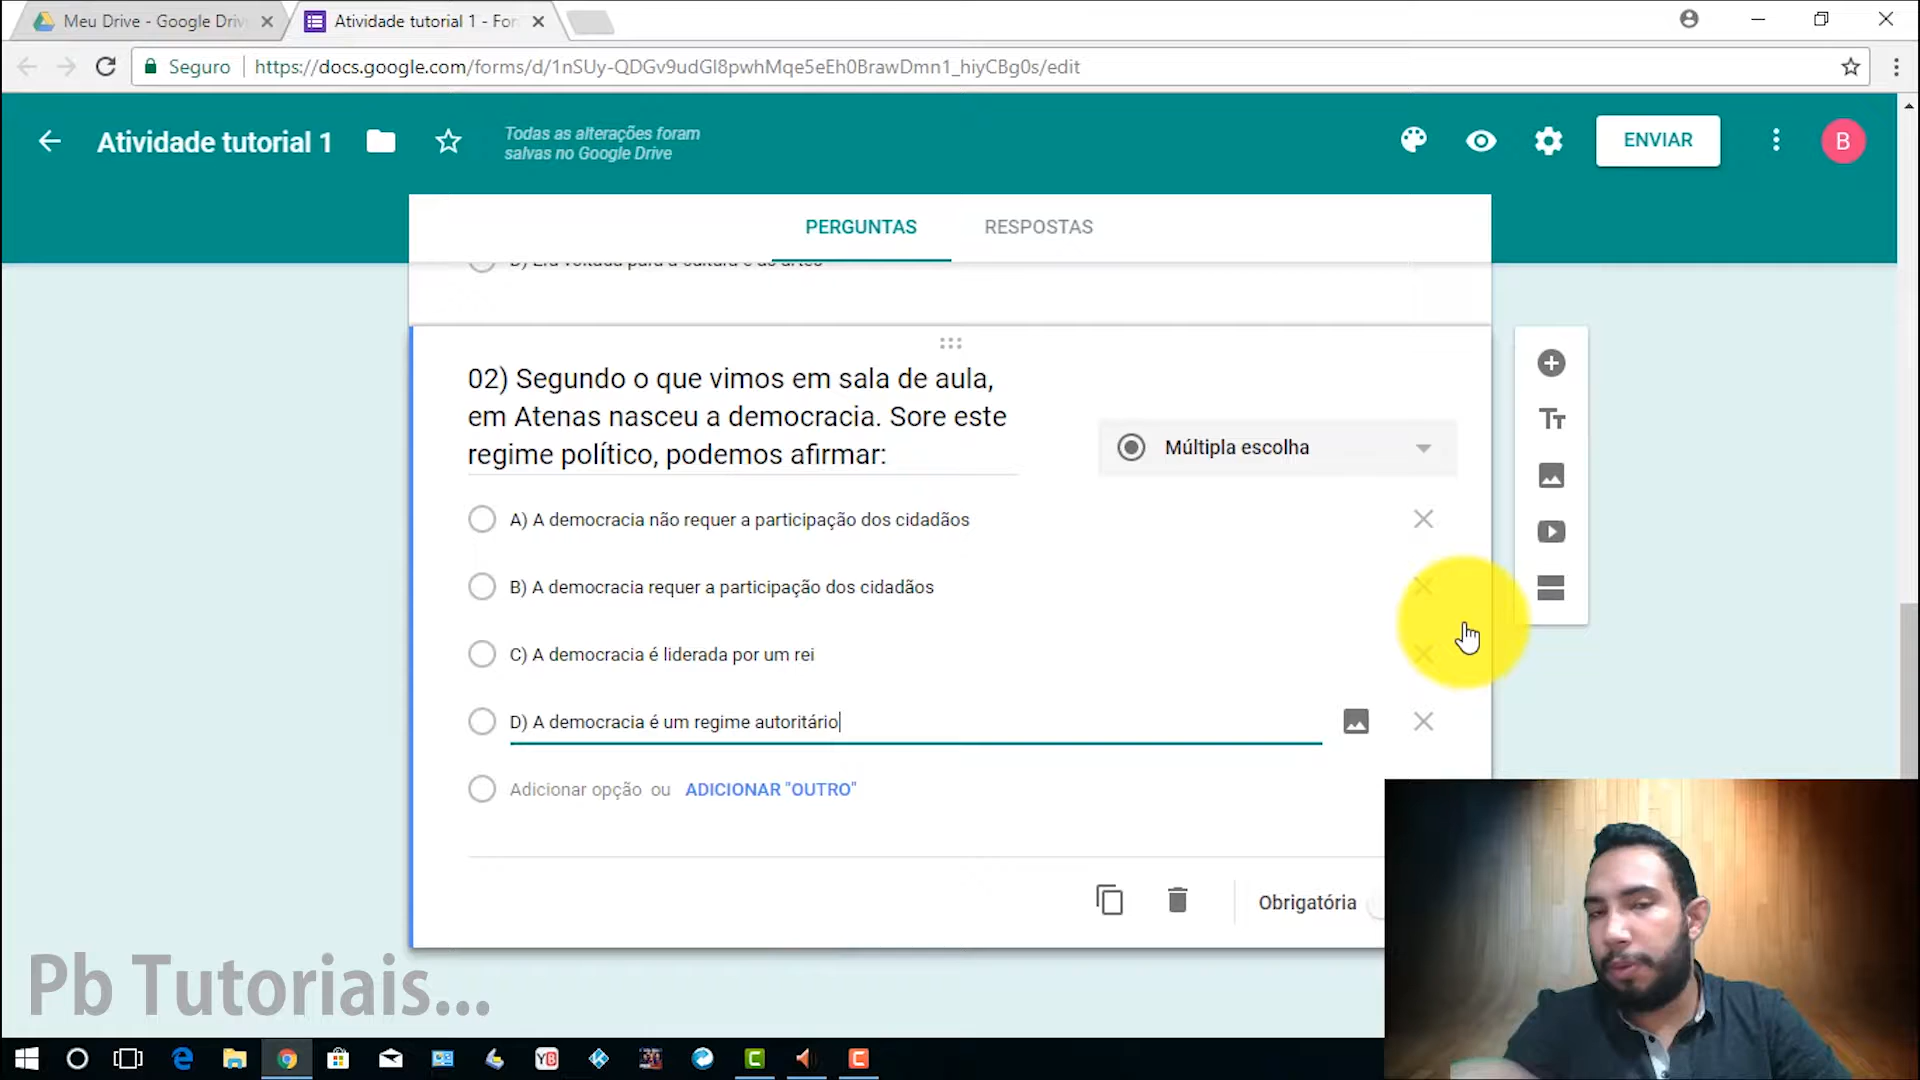 Meu Drive - Google Driv
Atividade tutorial 1 - For
Seguro
https://docs.google.com/forms/d/1nSUy-QDGv9udGl8pwhMqe5eEh0BrawDmn1_hiyCBg0s/edit
Atividade tutorial 1
Todas as alterações foram
salvas no Google Drive
ENVIAR
B
PERGUNTAS
RESPOSTAS
D) Era voltada para a cultura e as artes
02) Segundo o que vimos em sala de aula,
em Atenas nasceu a democracia. Sore este
regime político, podemos afirmar:
Múltipla escolha
A) A democracia não requer a participação dos cidadãos
B) A democracia requer a participação dos cidadãos
C) A democracia é liderada por um rei
D) A democracia é um regime autoritário
Adicionar opção ou ADICIONAR "OUTRO"
Obrigatória
Pb Tutoriais...